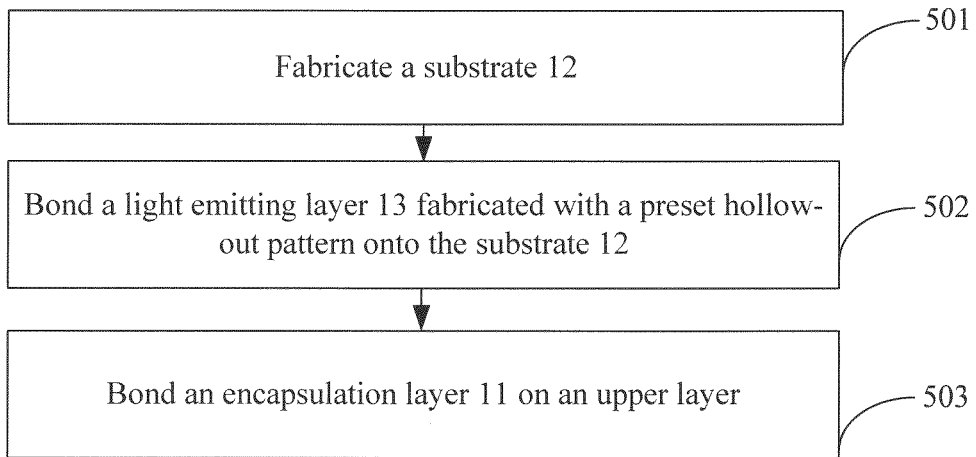 Fabricate a substrate 12
501
Bond a light emitting layer 13 fabricated with a preset hollow-
out pattern onto the substrate 12
502
Bond an encapsulation layer 11 on an upper layer
503